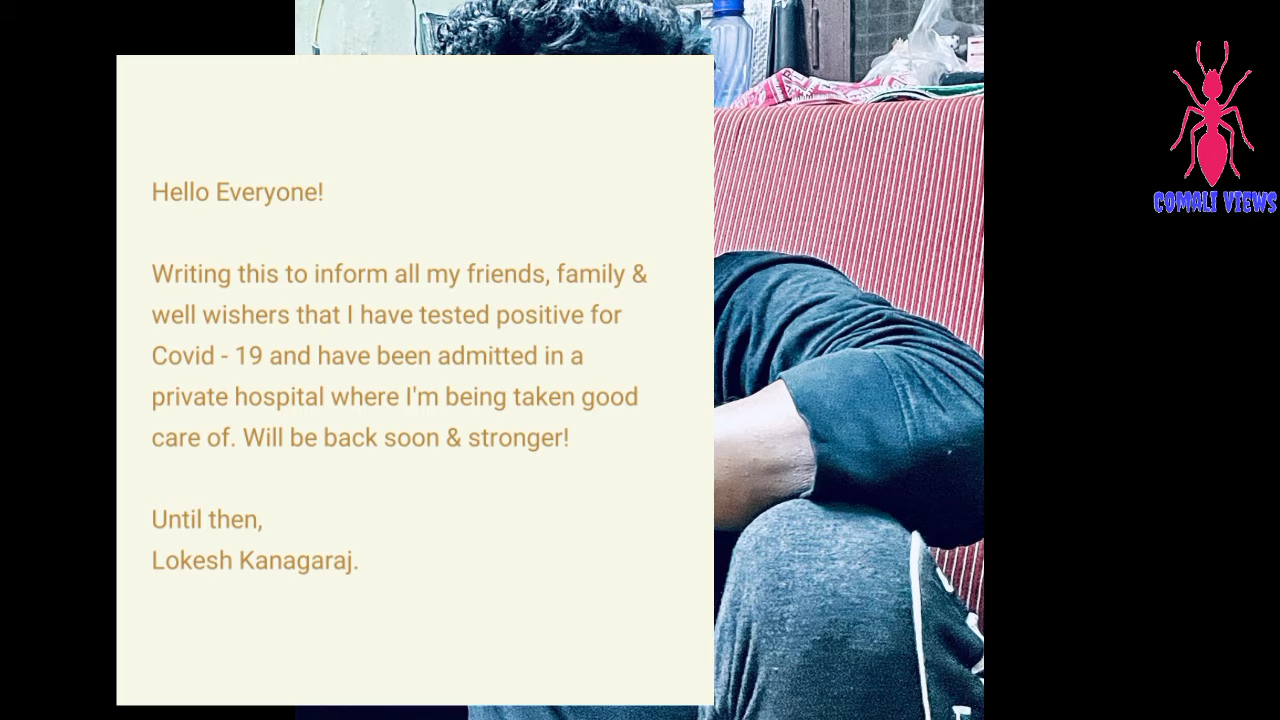 Hello Everyone!
Writing this to inform all my friends, family &
well wishers that I have tested positive for
Covid - 19 and have been admitted in a
private hospital where I'm being taken good
care of. Will be back soon & stronger!
Until then,
Lokesh Kanagaraj.
COMALI VIEWS